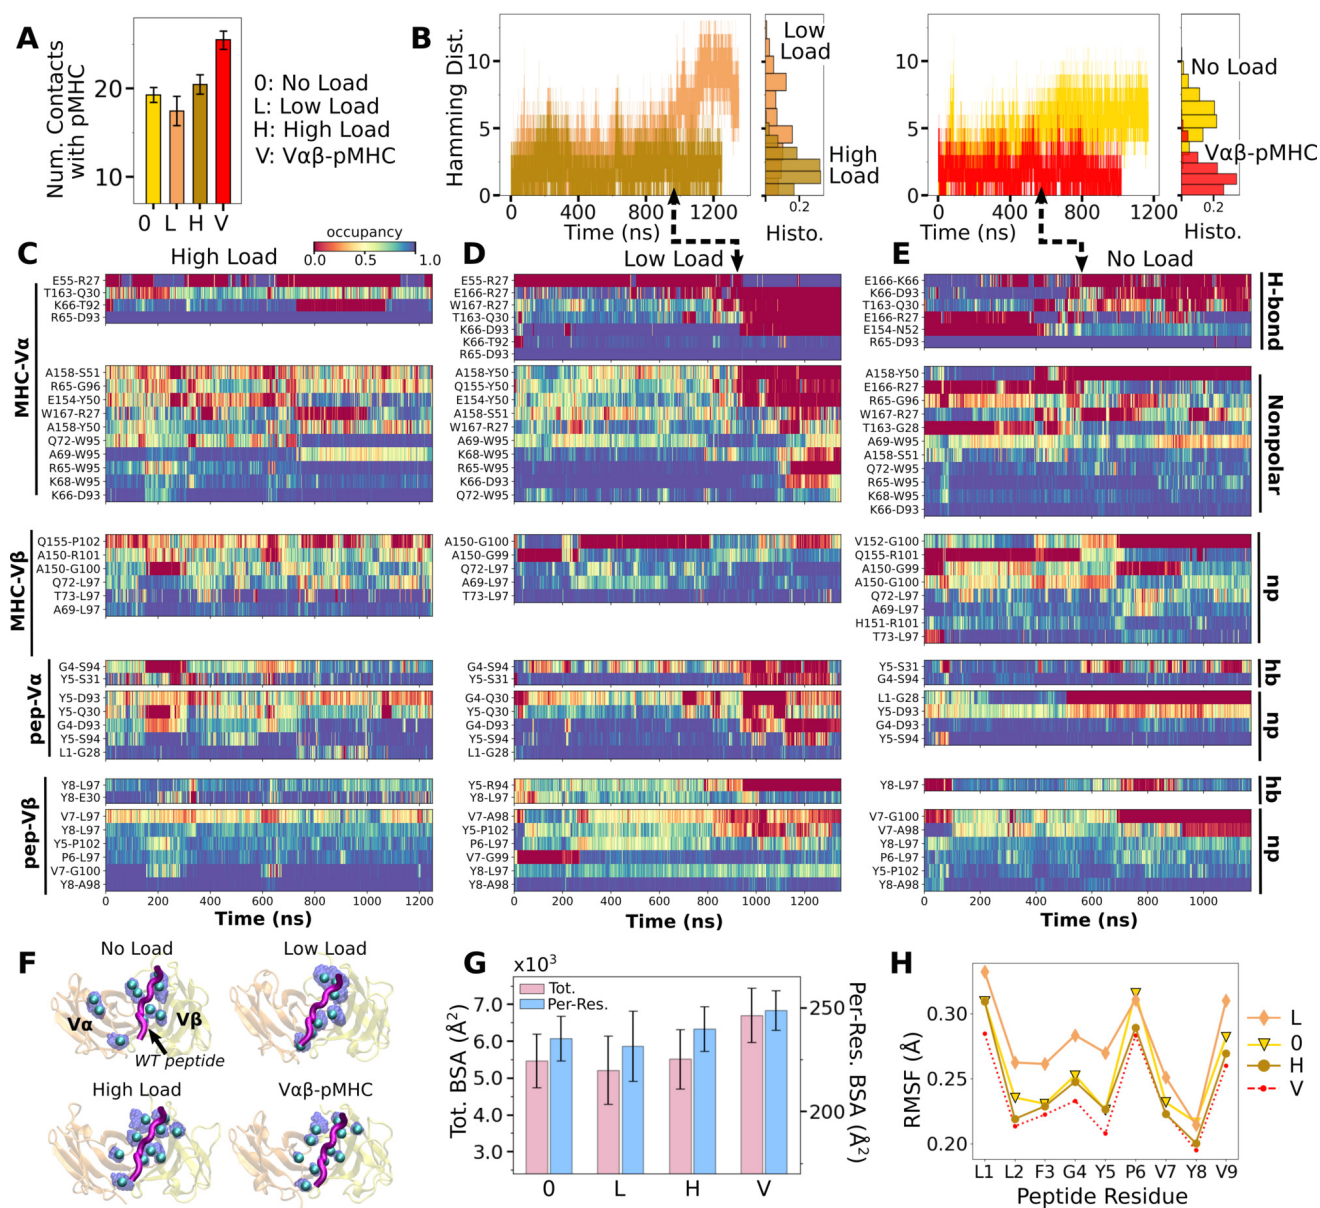 A
Num. Contacts
with pMHC
20
10
0
L
H
V
0: No Load
L: Low Load
H: High Load
V: Vαβ-pMHC
B
Hamming Dist.
10
5
0
0
400
800
1200
Time (ns)
Low
Load
High
Load
0.2
Histo.
10
5
0
0
400
800
1200
Time (ns)
No Load
Vαβ-pMHC
0.2
Histo.
C
High Load
occupancy
0.0
0.5
1.0
MHC-Vα
E55-R27
T163-Q30
K66-T92
R65-D93
A158-S51
R65-G96
E154-Y50
W167-R27
A158-Y50
Q72-W95
A69-W95
R65-W95
K68-W95
K66-D93
MHC-Vβ
Q155-P102
A150-R101
A150-G100
Q72-L97
T73-L97
A69-L97
pep-Vα
G4-S94
Y5-S31
Y5-D93
Y5-Q30
G4-D93
Y5-S94
L1-G28
pep-Vβ
Y8-L97
Y8-E30
V7-L97
Y8-L97
Y5-P102
P6-L97
V7-G100
Y8-A98
0
200
400
600
800
1000
1200
Time (ns)
D
Low Load
E55-R27
E166-R27
W167-R27
T163-Q30
K66-D93
K66-T92
R65-D93
A158-Y50
Q155-Y50
E154-Y50
A158-S51
W167-R27
A69-W95
K68-W95
R65-W95
K66-D93
Q72-W95
A150-G100
A150-G99
Q72-L97
A69-L97
T73-L97
G4-S94
Y5-S31
G4-Q30
Y5-Q30
G4-D93
Y5-S94
L1-G28
Y5-R94
Y8-L97
V7-A98
Y5-P102
P6-L97
V7-G99
Y8-L97
Y8-A98
0
200
400
600
800
1000
1200
Time (ns)
E
No Load
E166-K66
K66-D93
T163-Q30
E166-R27
E154-N52
R65-D93
H-bond
A158-Y50
E166-R27
R65-G96
W167-R27
T163-G28
A69-W95
A158-S51
Q72-W95
R65-W95
K68-W95
K66-D93
Nonpolar
V152-G100
Q155-R101
A150-G99
A150-G100
Q72-L97
A69-L97
H151-R101
T73-L97
np
Y5-S31
G4-S94
hb
L1-G28
Y5-D93
G4-D93
Y5-S94
np
Y8-L97
hb
V7-G100
V7-A98
Y8-L97
P6-L97
Y5-P102
Y8-A98
np
0
200
400
600
800
1000
Time (ns)
F
No Load
Vα
Vβ
WT peptide
Low Load
High Load
Vαβ-pMHC
G
x10³
Tot. BSA (Å²)
7.0
6.0
5.0
4.0
3.0
Tot.
Per-Res.
0
L
H
V
250
200
Per-Res. BSA (Å²)
H
RMSF (Å)
0.30
0.25
0.20
L1
L2
F3
G4
Y5
P6
V7
Y8
V9
Peptide Residue
L
0
H
V